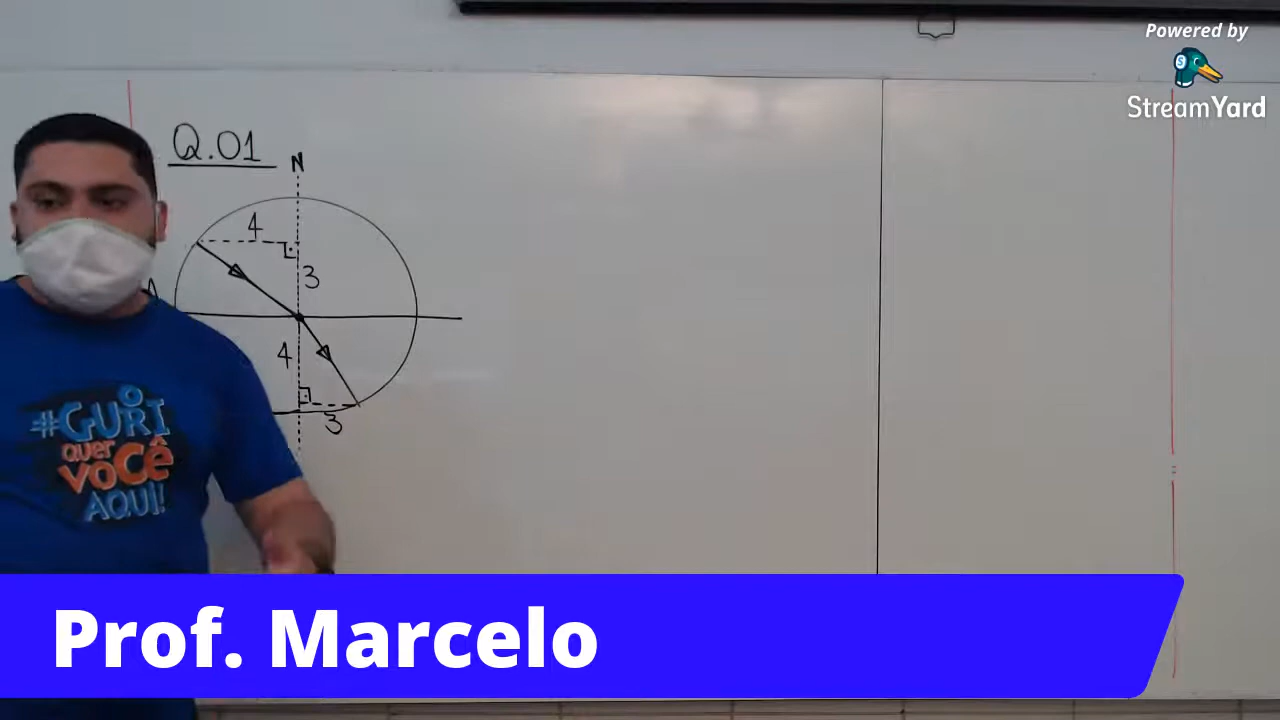 Powered by
StreamYard
Q.01
N
4
3
A
4
3
#GURI
QUER
VOCÊ
AQUI!
Prof. Marcelo